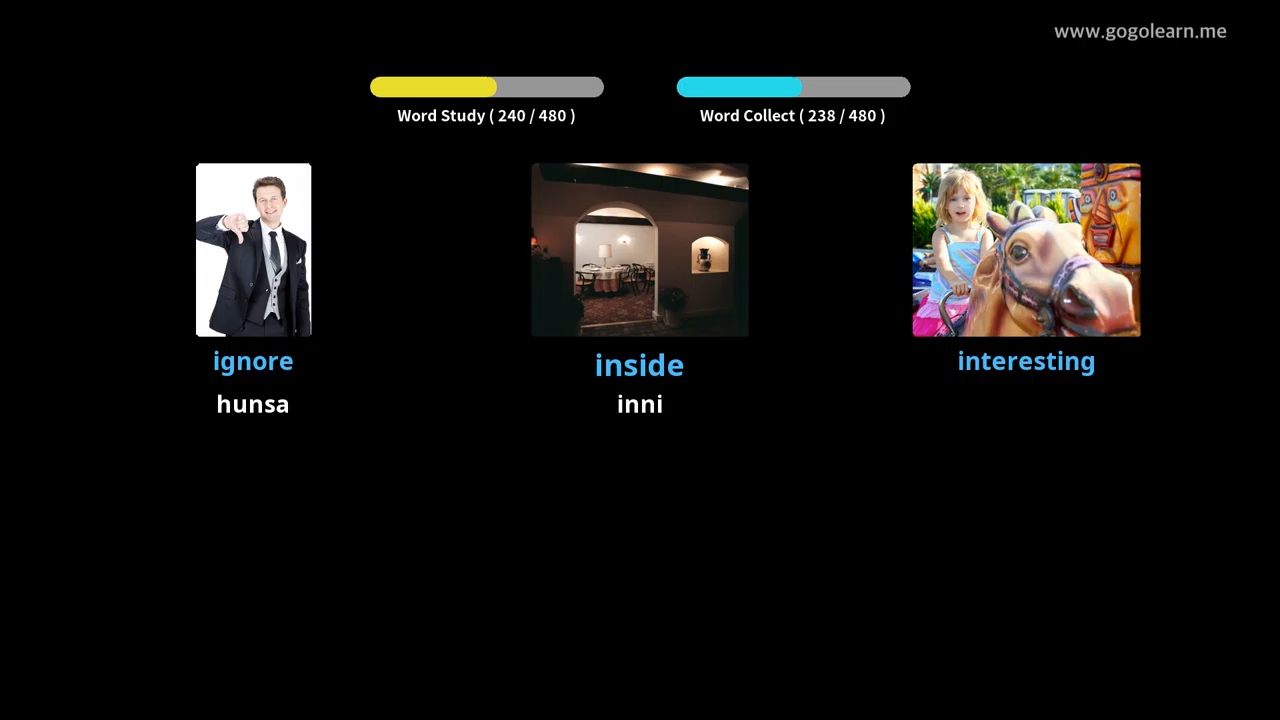 www.gogolearn.me
Word Study ( 240 / 480 )
Word Collect ( 238 / 480 )
ignore
inside
interesting
hunsa
inni